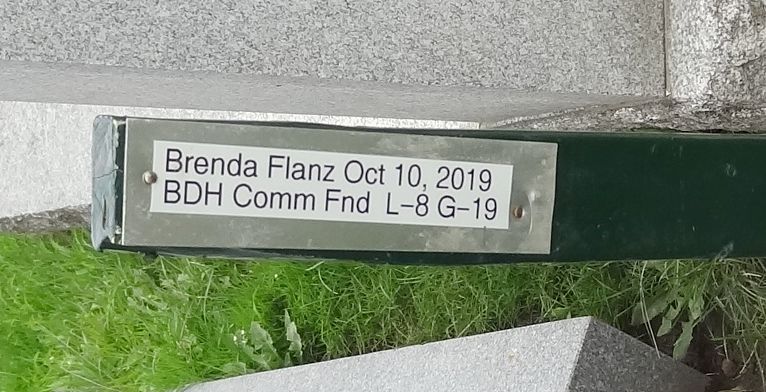 Brenda Flanz Oct 10, 2019
BDH Comm Fnd L-8 G-19